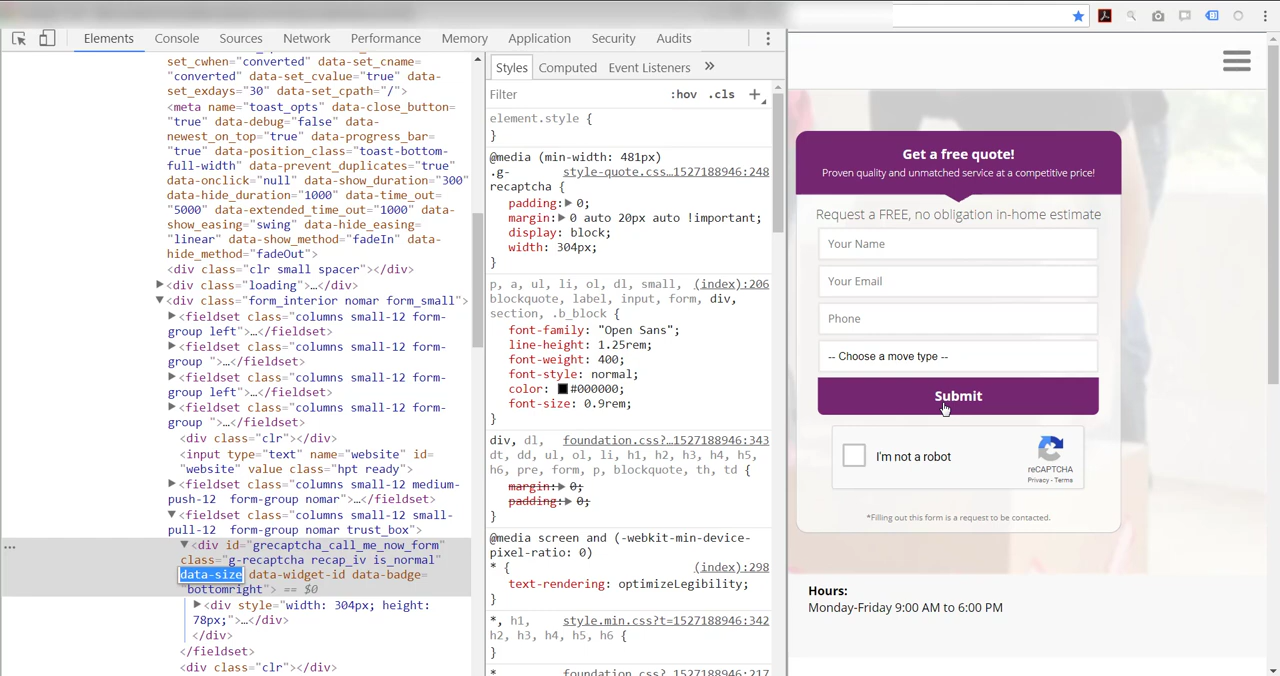 Elements Console Sources Network Performance Memory Application Security Audits
set_cwhen="converted" data-set_cname=
"converted" data-set_cvalue="true" data-
set_exdays="30" data-set_cpath="/">
<meta name="toast_opts"
data-close_button=
"true" data-debug="false" data-
newest_on_top="true" data-progress_bar=
"true" data-position_class="toast-bottom-
full-width" data-prevent_duplicates="true"
data-onclick="null" data-show_duration="300"
data-hide_duration="1000" data-time_out=
"5000" data-extended_time_out="1000" data-
show_easing="swing" data-hide_easing=
"linear" data-show_method="fadeIn" data-
hide_method="fadeOut">
<div class="clr small spacer"></div>
<div class="loading">…</div>
<div class="form_interior nomar form_small">
<fieldset class="columns small-12 form-
group left">…</fieldset>
<fieldset class="columns small-12 form-
group ">…</fieldset>
<fieldset class="columns small-12 form-
group left">…</fieldset>
<fieldset class="columns small-12 form-
group ">…</fieldset>
<div class="clr"></div>
<input type="text" name="website" id=
"website" value class="hpt ready">
<fieldset class="columns small-12 medium-
push-12  form-group nomar">…</fieldset>
<fieldset class="columns small-12 small-
pull-12  form-group nomar trust_box">
<div id="grecaptcha_call_me_now_form"
class="g-recaptcha recap_iv is_normal"
data-size data-widget-id data-badge=
"bottomright"> == $0
<div style="width: 304px; height:
78px;">…</div>
</div>
</fieldset>
<div class="clr"></div>
Styles Computed Event Listeners »
Filter :hov .cls +
element.style {
}
@media (min-width: 481px)
.g- style-quote.css…1527188946:248
recaptcha {
padding: 0;
margin: 0 auto 20px auto !important;
display: block;
width: 304px;
}
p, a, ul, li, ol, dl, small, (index):206
blockquote, label, input, form, div,
section, .b_block {
font-family: "Open Sans";
line-height: 1.25rem;
font-weight: 400;
font-style: normal;
color: #000000;
font-size: 0.9rem;
}
div, dl, foundation.css?…1527188946:343
dt, dd, ul, ol, li, h1, h2, h3, h4, h5,
h6, pre, form, p, blockquote, th, td {
margin: 0;
padding: 0;
}
@media screen and (-webkit-min-device-
pixel-ratio: 0)
* { (index):298
text-rendering: optimizeLegibility;
}
*, h1, style.min.css?t=1527188946:342
h2, h3, h4, h5, h6 {
}
* foundation.css?…1527188946:217
Get a free quote!
Proven quality and unmatched service at a competitive price!
Request a FREE, no obligation in-home estimate
Your Name
Your Email
Phone
-- Choose a move type --
Submit
I'm not a robot
reCAPTCHA
Privacy - Terms
*Filling out this form is a request to be contacted.
Hours:
Monday-Friday 9:00 AM to 6:00 PM